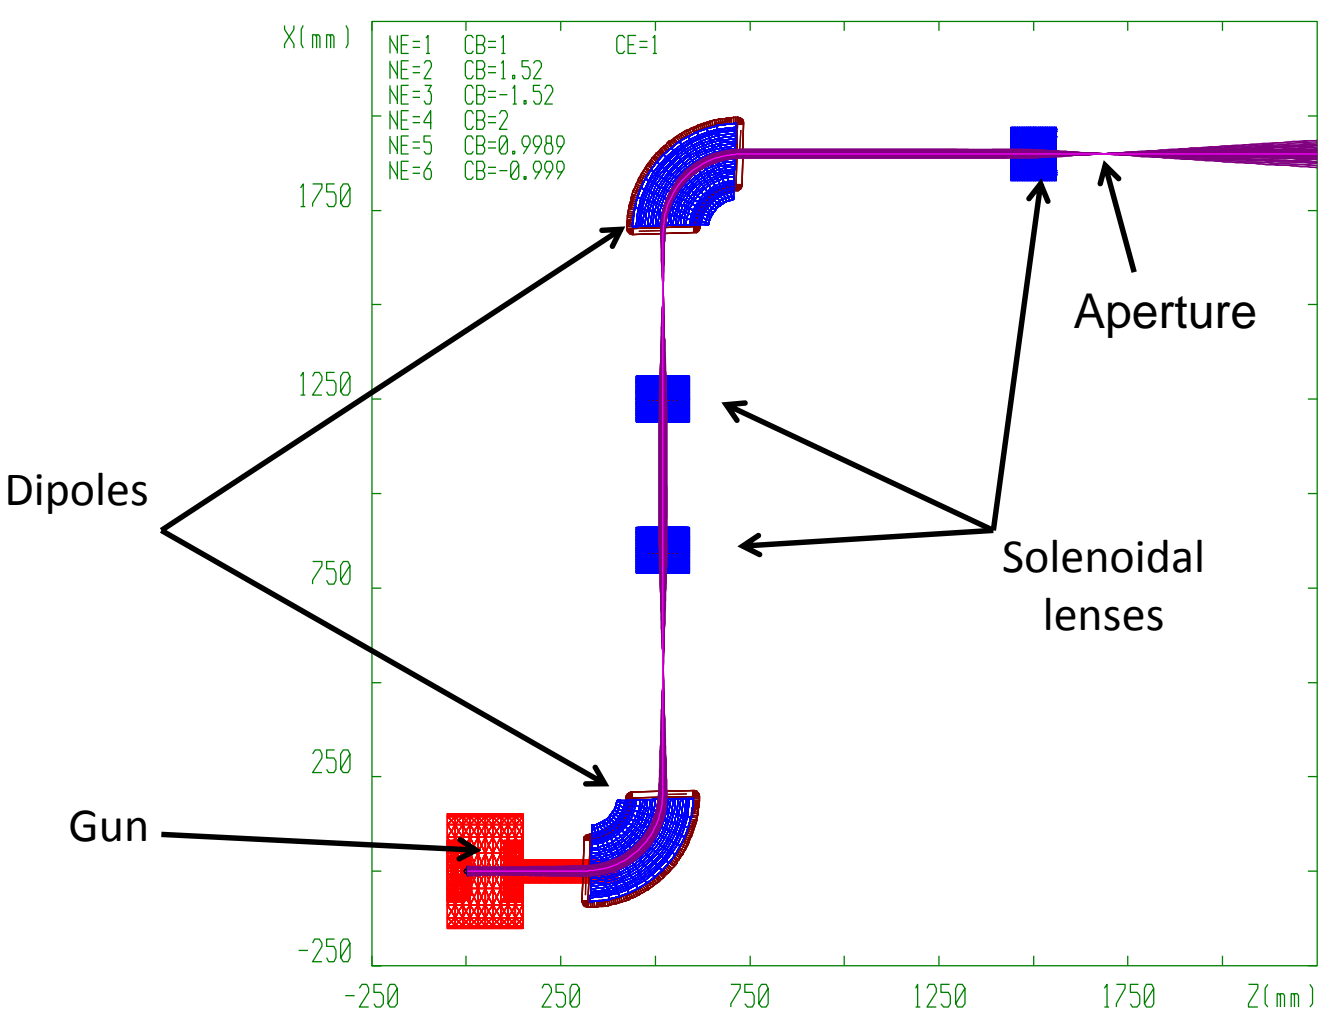 X(mm)
NE=1 CB=1 CE=1
NE=2 CB=1.52
NE=3 CB=-1.52
NE=4 CB=2
NE=5 CB=0.9989
NE=6 CB=-0.999
1750
Aperture
1250
Dipoles
Solenoidal
lenses
750
250
Gun
-250
-250 250 750 1250 1750 Z(mm)